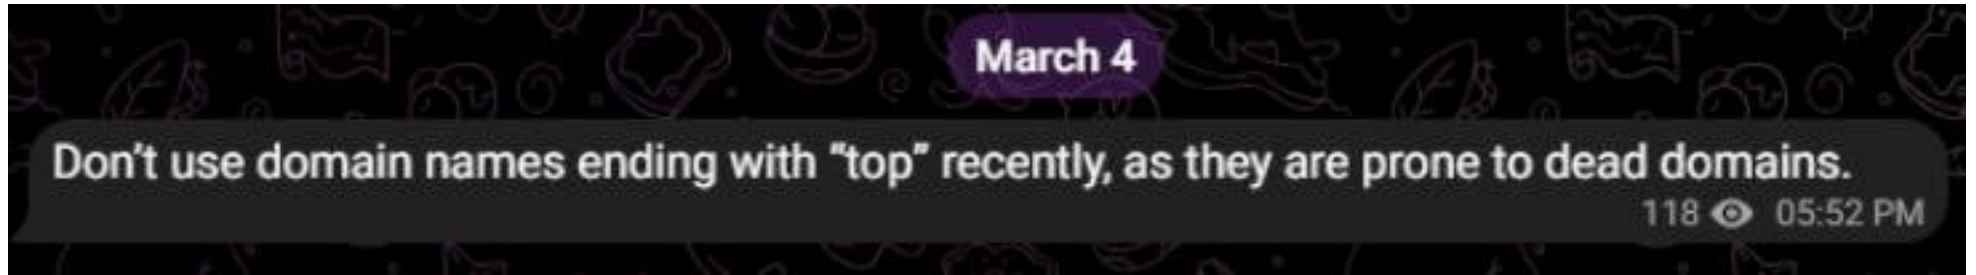 March 4
Don’t use domain names ending with “top” recently, as they are prone to dead domains.
118 05:52 PM